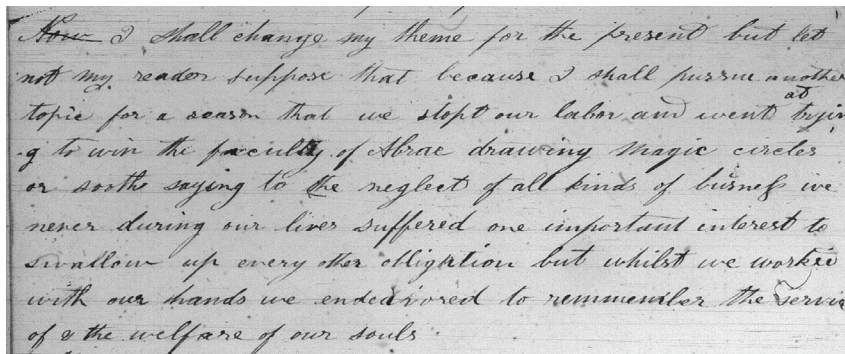 Now I shall change my theme for the present but let
not my reader suppose that because I shall pursue another
topic for a season that we stopt our labor and went at tryin
g to win the faculty of Abrac drawing Magic circles
or sooth saying to the neglect of all kinds of buisness we
never during our lives suffered one important interest to
swallow up every other obligation but whilst we worked
with our hands we endeavored to remmember the service
of & the welfare of our souls.